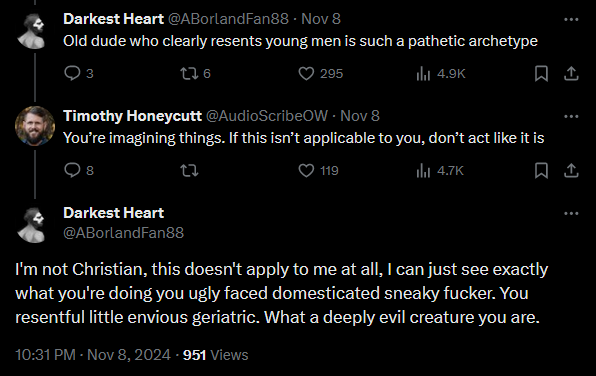 Darkest Heart @ABorlandFan88 · Nov 8
Old dude who clearly resents young men is such a pathetic archetype
3 6 295 4.9K
Timothy Honeycutt @AudioScribeOW · Nov 8
You’re imagining things. If this isn’t applicable to you, don’t act like it is
8 119 4.7K
Darkest Heart
@ABorlandFan88
I'm not Christian, this doesn't apply to me at all, I can just see exactly
what you're doing you ugly faced domesticated sneaky fucker. You
resentful little envious geriatric. What a deeply evil creature you are.
10:31 PM · Nov 8, 2024 · 951 Views